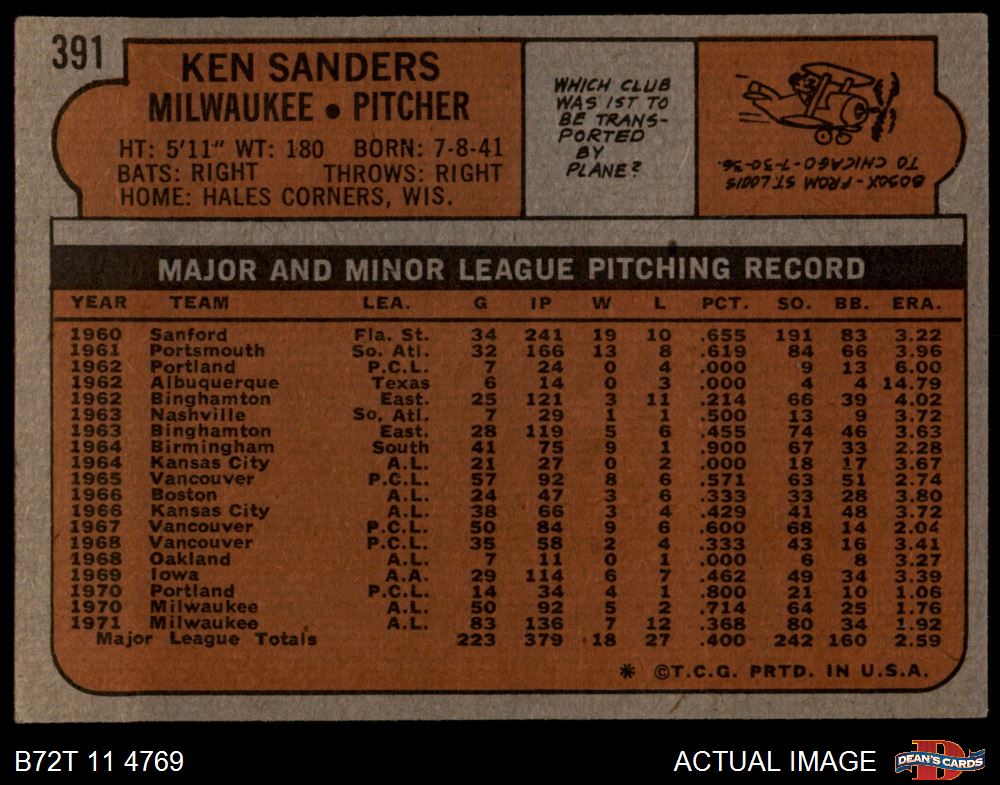 391
KEN SANDERS
MILWAUKEE • PITCHER
HT: 5'11" WT: 180 BORN: 7-8-41
BATS: RIGHT THROWS: RIGHT
HOME: HALES CORNERS, WIS.
WHICH CLUB
WAS 1ST TO
BE TRANS-
PORTED
BY
PLANE?
BOSOX - FROM ST. LOUIS
TO CHICAGO - 7-30-36.
MAJOR AND MINOR LEAGUE PITCHING RECORD
YEAR TEAM LEA. G IP W L PCT. SO. BB. ERA.
1960 Sanford Fla. St. 34 241 19 10 .655 191 83 3.22
1961 Portsmouth So. Atl. 32 166 13 8 .619 84 66 3.96
1962 Portland P.C.L. 7 24 0 4 .000 9 13 6.00
1962 Albuquerque Texas 6 14 0 3 .000 4 4 14.79
1962 Binghamton East. 25 121 3 11 .214 66 39 4.02
1963 Nashville So. Atl. 7 29 1 1 .500 13 9 3.72
1963 Binghamton East. 28 119 5 6 .455 74 46 3.63
1964 Birmingham South 41 75 9 1 .900 67 33 2.28
1964 Kansas City A.L. 21 27 0 2 .000 18 17 3.67
1965 Vancouver P.C.L. 57 92 8 6 .571 63 51 2.74
1966 Boston A.L. 24 47 3 6 .333 33 28 3.80
1966 Kansas City A.L. 38 66 3 4 .429 41 48 3.72
1967 Vancouver P.C.L. 50 84 9 6 .600 68 14 2.04
1968 Vancouver P.C.L. 35 58 2 4 .333 43 16 3.41
1968 Oakland A.L. 7 11 0 1 .000 6 8 3.27
1969 Iowa A.A. 29 114 6 7 .462 49 34 3.39
1970 Portland P.C.L. 14 34 4 1 .800 21 10 1.06
1970 Milwaukee A.L. 50 92 5 2 .714 64 25 1.76
1971 Milwaukee A.L. 83 136 7 12 .368 80 34 1.92
Major League Totals 223 379 18 27 .400 242 160 2.59
* ©T.C.G. PRTD. IN U.S.A.
B72T 11 4769
ACTUAL IMAGE
DEAN'S CARDS